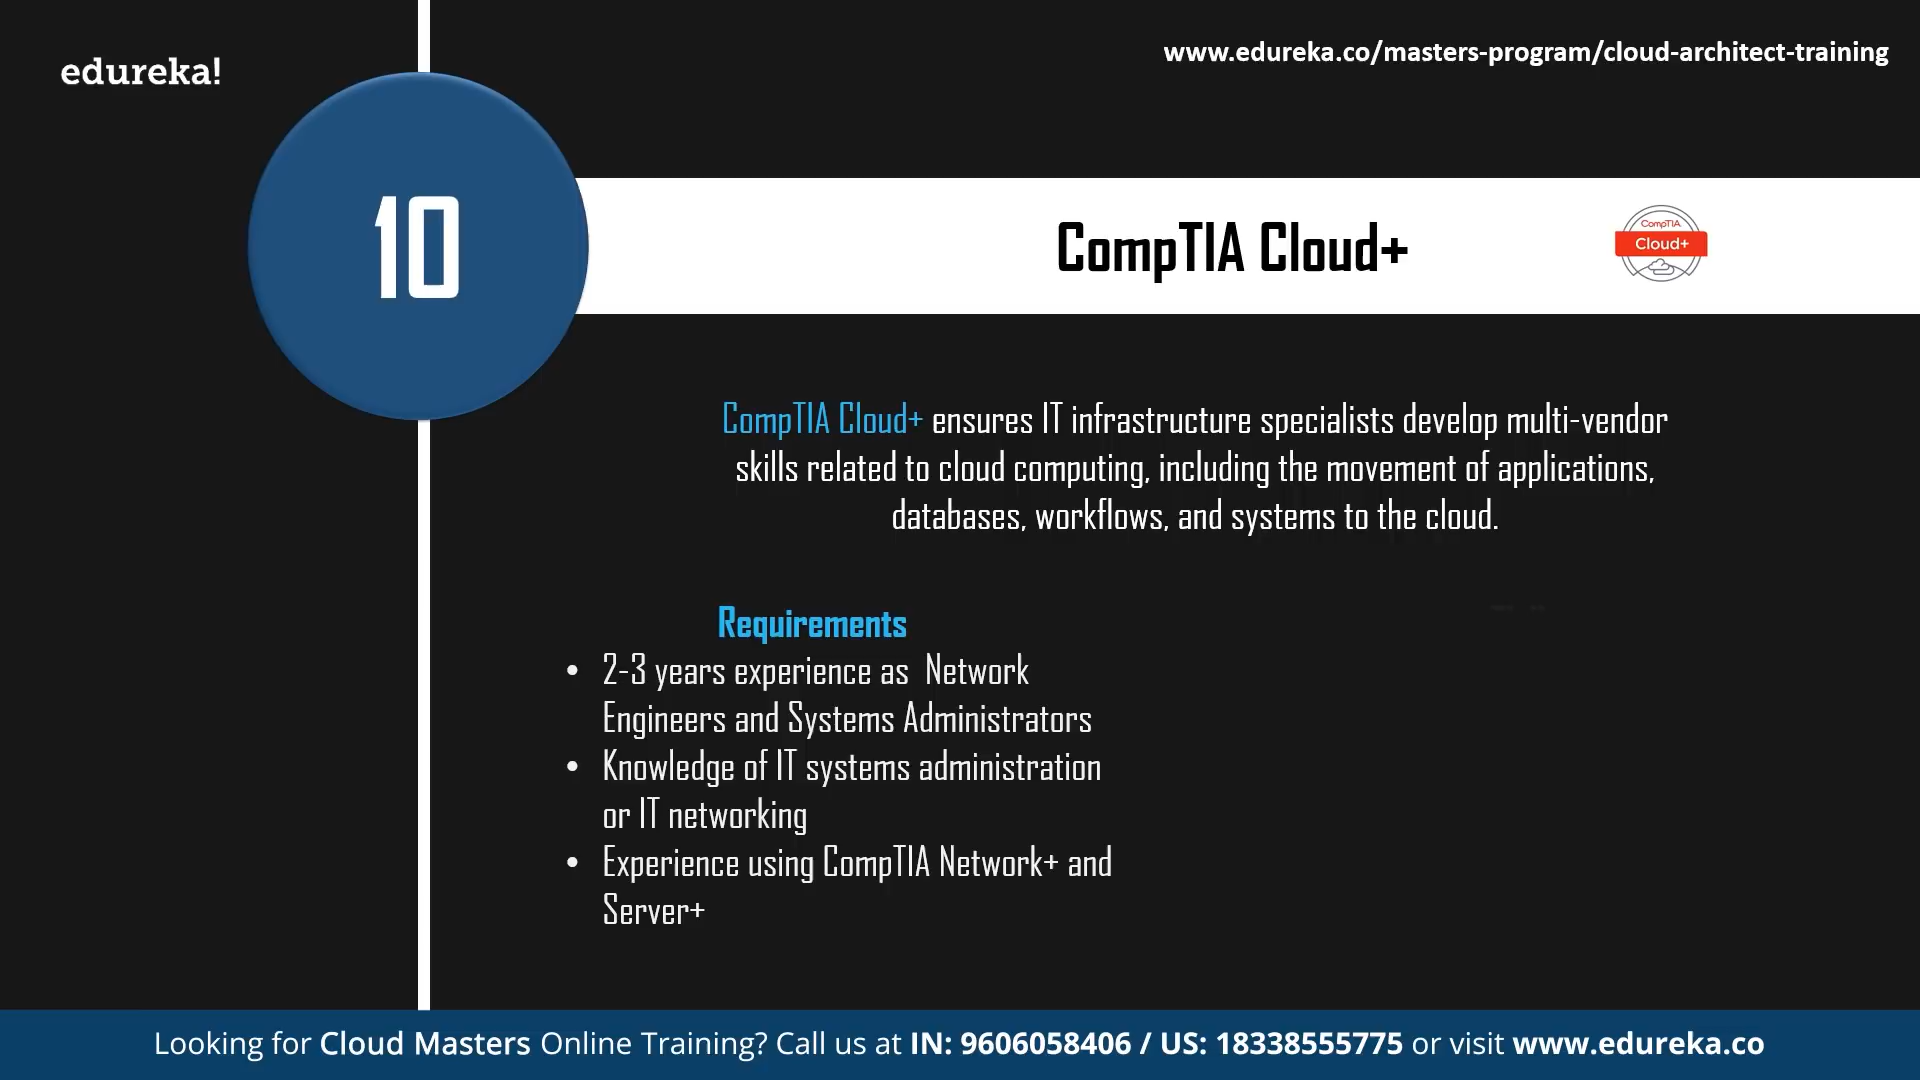 edureka!
www.edureka.co/masters-program/cloud-architect-training
10
CompTIA Cloud+
CompTIA
Cloud+
CompTIA Cloud+ ensures IT infrastructure specialists develop multi-vendor
skills related to cloud computing, including the movement of applications,
databases, workflows, and systems to the cloud.
Requirements
• 2-3 years experience as  Network
Engineers and Systems Administrators
• Knowledge of IT systems administration
or IT networking
• Experience using CompTIA Network+ and
Server+
Looking for Cloud Masters Online Training? Call us at IN: 9606058406 / US: 18338555775 or visit www.edureka.co